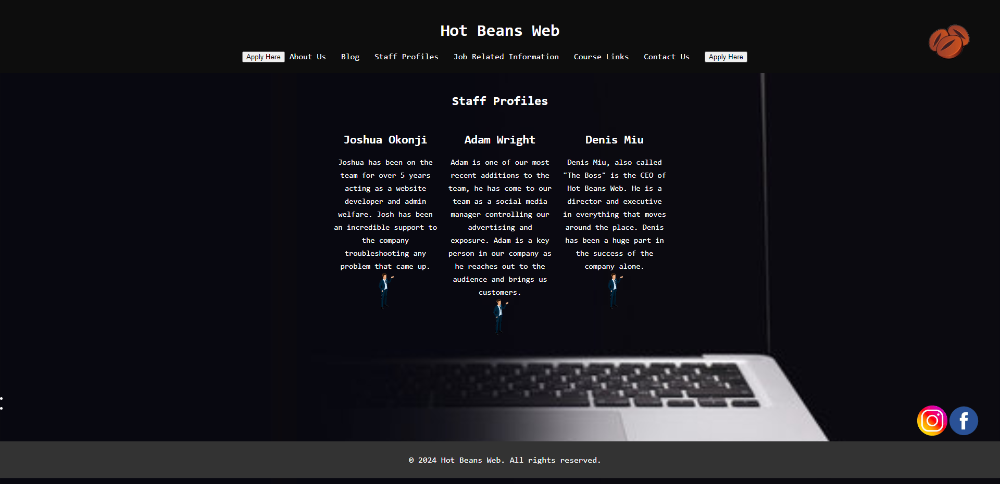 Hot Beans Web
Apply Here About Us Blog Staff Profiles Job Related Information Course Links Contact Us Apply Here
Staff Profiles
Joshua Okonji
Joshua has been on the
team for over 5 years
acting as a website
developer and admin
welfare. Josh has been
an incredible support to
the company
troubleshooting any
problem that came up.
Adam Wright
Adam is one of our most
recent additions to the
team, he has come to our
team as a social media
manager controlling our
advertising and
exposure. Adam is a key
person in our company as
he reaches out to the
audience and brings us
customers.
Denis Miu
Denis Miu, also called
"The Boss" is the CEO of
Hot Beans Web. He is a
director and executive
in everything that moves
around the place. Denis
has been a huge part in
the success of the
company alone.
© 2024 Hot Beans Web. All rights reserved.